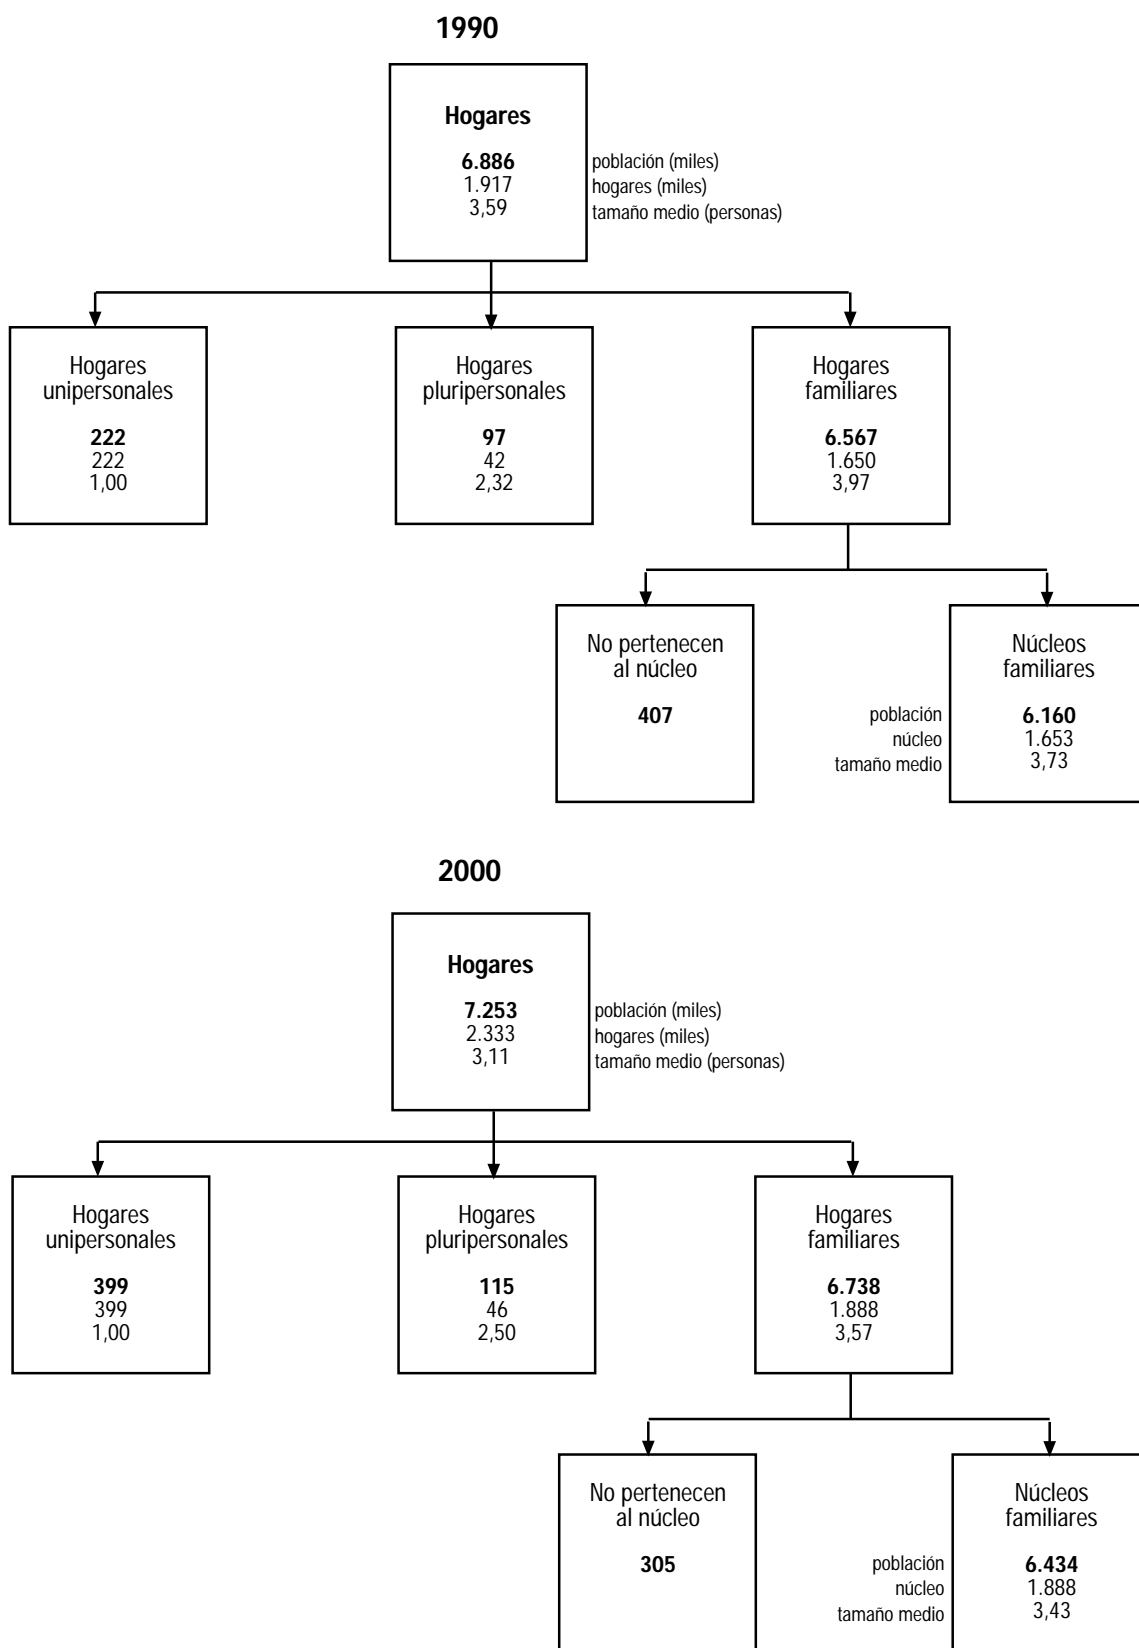 1990
Hogares
6.886
población (miles)
1.917
hogares (miles)
3,59
tamaño medio (personas)
Hogares
unipersonales
222
222
1,00
Hogares
pluripersonales
97
42
2,32
Hogares
familiares
6.567
1.650
3,97
No pertenecen
al núcleo
407
Núcleos
familiares
población
6.160
núcleo
1.653
tamaño medio
3,73
2000
Hogares
7.253
población (miles)
2.333
hogares (miles)
3,11
tamaño medio (personas)
Hogares
unipersonales
399
399
1,00
Hogares
pluripersonales
115
46
2,50
Hogares
familiares
6.738
1.888
3,57
No pertenecen
al núcleo
305
Núcleos
familiares
población
6.434
núcleo
1.888
tamaño medio
3,43